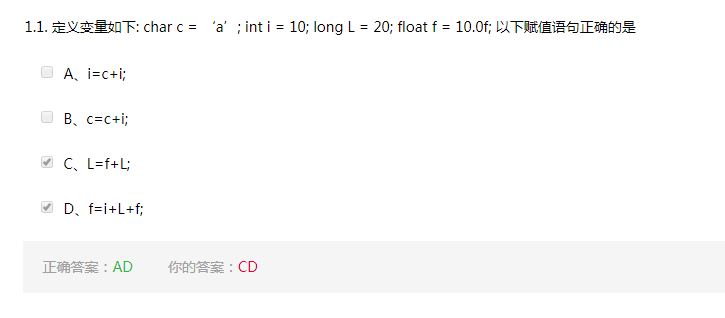 1.1. 定义变量如下: char c = ‘a’; int i = 10; long L = 20; float f = 10.0f; 以下赋值语句正确的是
A、i=c+i;
B、c=c+i;
C、L=f+L;
D、f=i+L+f;
正确答案：AD 你的答案：CD